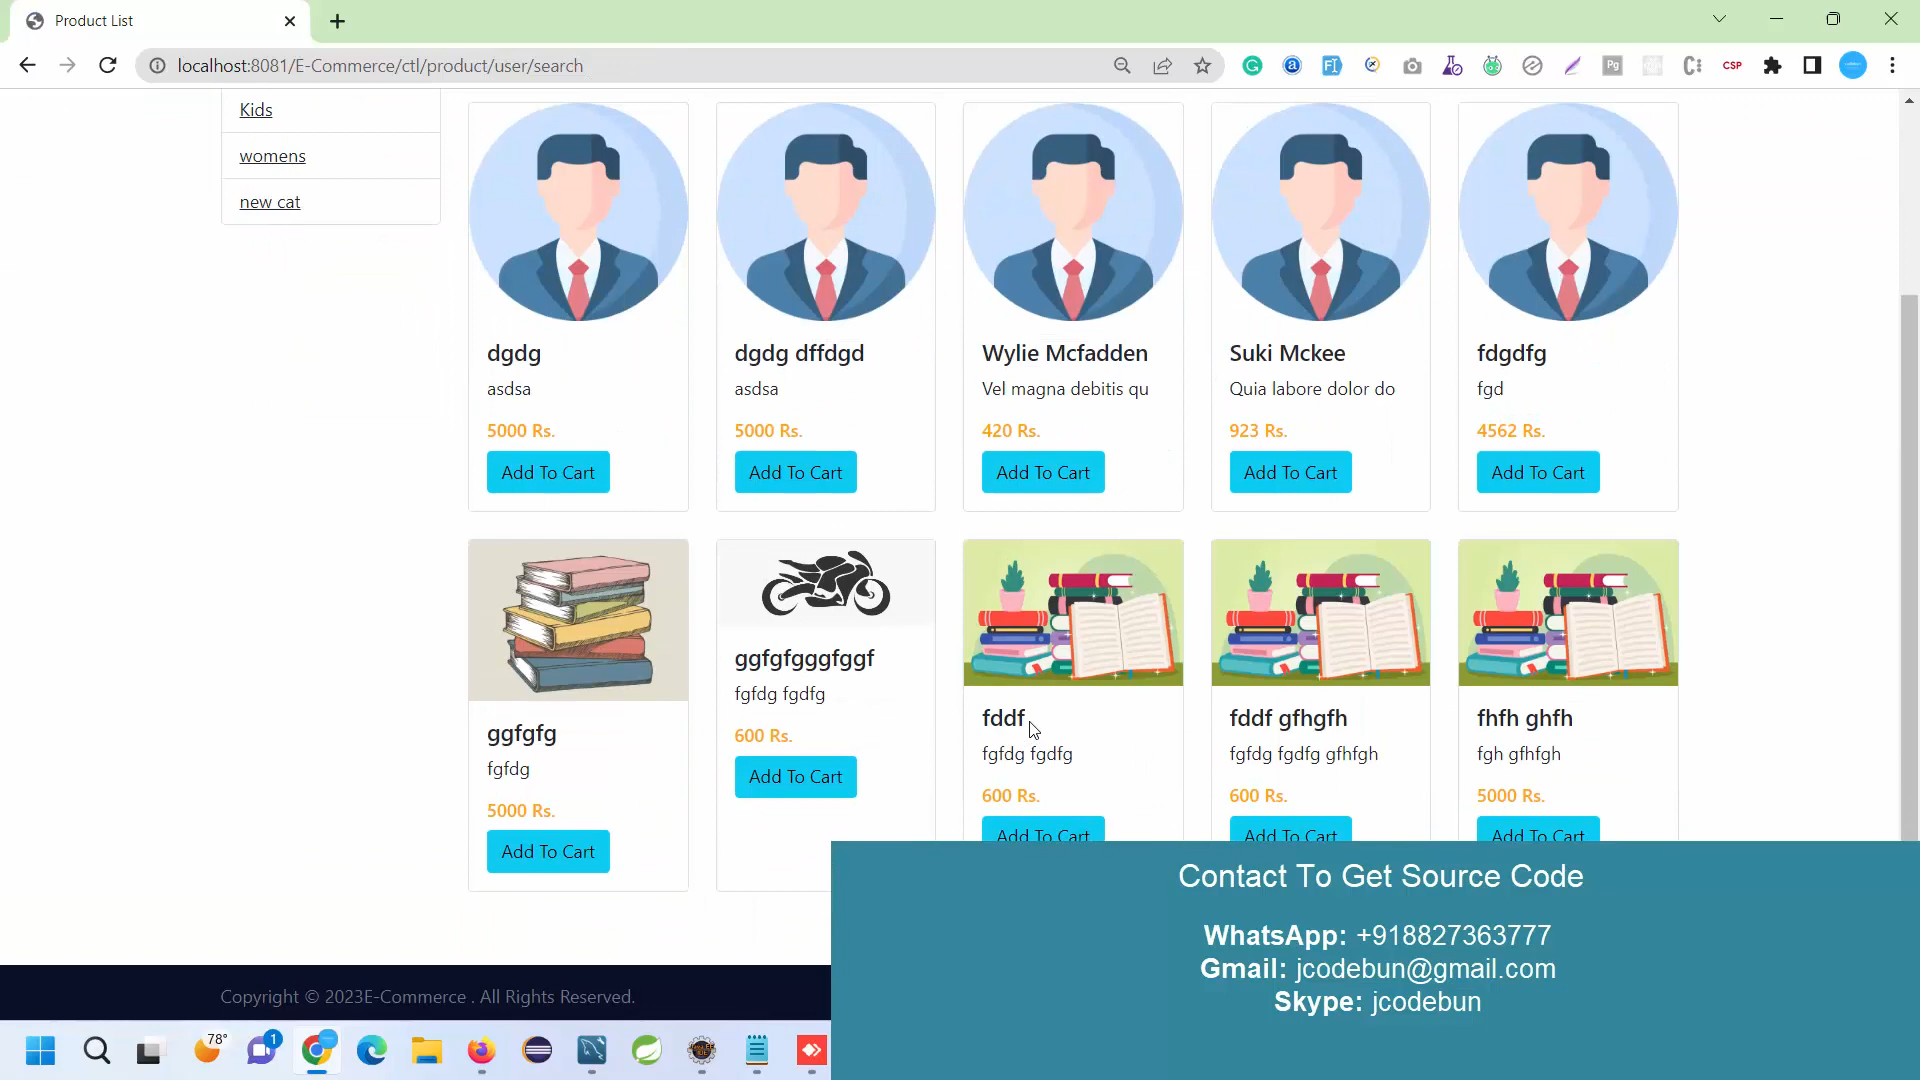 Product List
localhost:8081/E-Commerce/ctl/product/user/search
CSP
Kids
womens
new cat
dgdg
asdsa
5000 Rs.
Add To Cart
dgdg dffdgd
asdsa
5000 Rs.
Add To Cart
Wylie Mcfadden
Vel magna debitis qu
420 Rs.
Add To Cart
Suki Mckee
Quia labore dolor do
923 Rs.
Add To Cart
fdgdfg
fgd
4562 Rs.
Add To Cart
ggfgfg
fgfdg
5000 Rs.
Add To Cart
ggfgfgggfggf
fgfdg fgdfg
600 Rs.
Add To Cart
fddf
fgfdg fgdfg
600 Rs.
Add To Cart
fddf gfhgfh
fgfdg fgdfg gfhfgh
600 Rs.
Add To Cart
fhfh ghfh
fgh gfhfgh
5000 Rs.
Add To Cart
Contact To Get Source Code
WhatsApp: +918827363777
Gmail: jcodebun@gmail.com
Skype: jcodebun
Copyright © 2023E-Commerce . All Rights Reserved.
78°
1